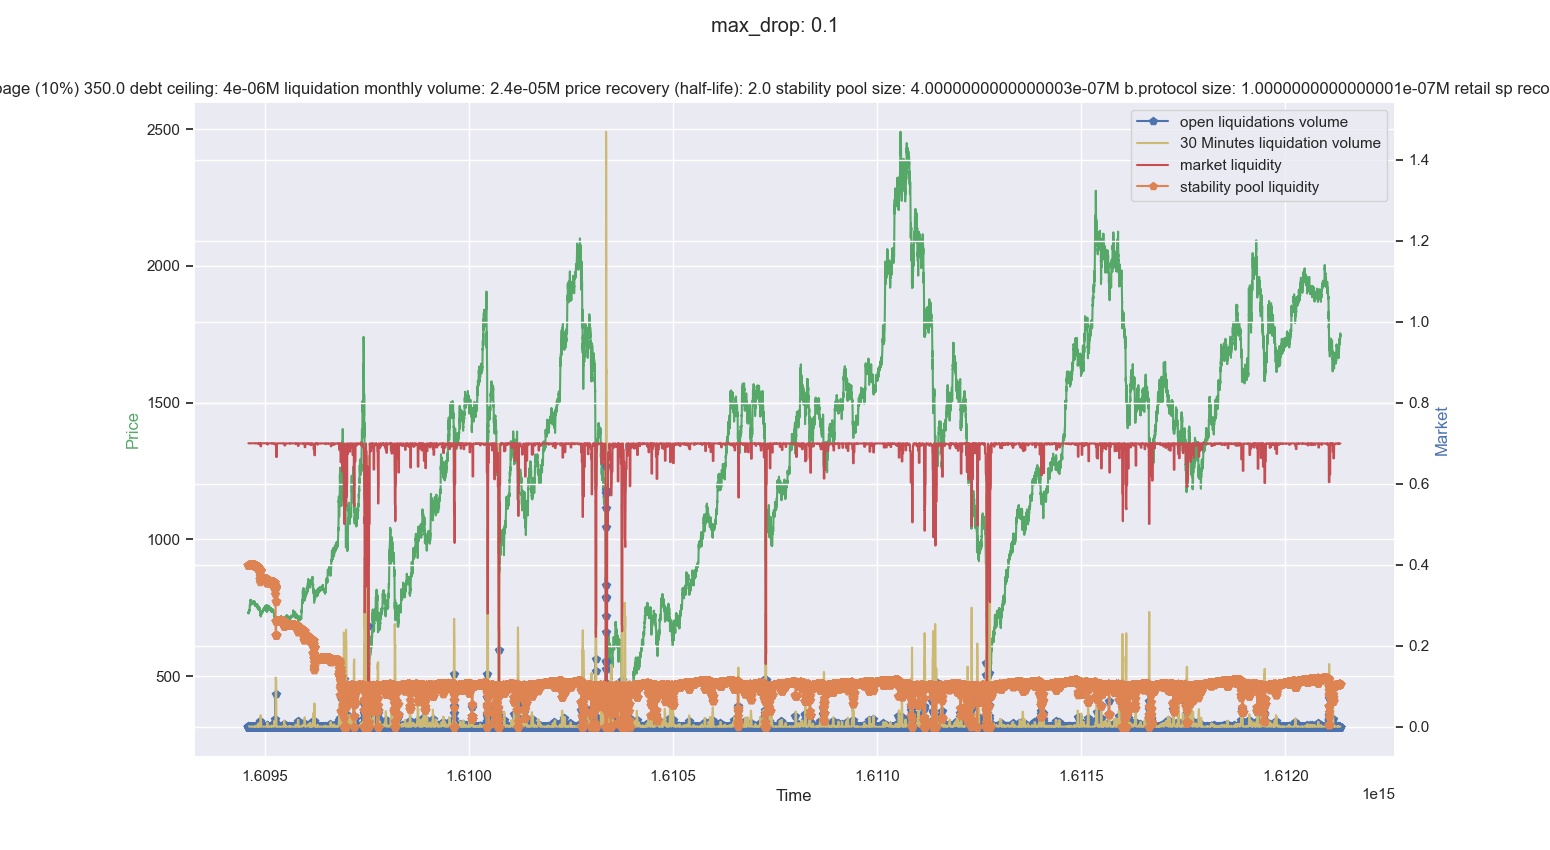 max_drop: 0.1
page (10%) 350.0 debt ceiling: 4e-06M liquidation monthly volume: 2.4e-05M price recovery (half-life): 2.0 stability pool size: 4.0000000000000003e-07M b.protocol size: 1.0000000000000001e-07M retail sp reco
open liquidations volume
30 Minutes liquidation volume
market liquidity
stability pool liquidity
2500
2000
1500
1000
500
Price
1.4
1.2
1.0
0.8
0.6
0.4
0.2
0.0
Market
1.6095 1.6100 1.6105 1.6110 1.6115 1.6120
Time
1e15